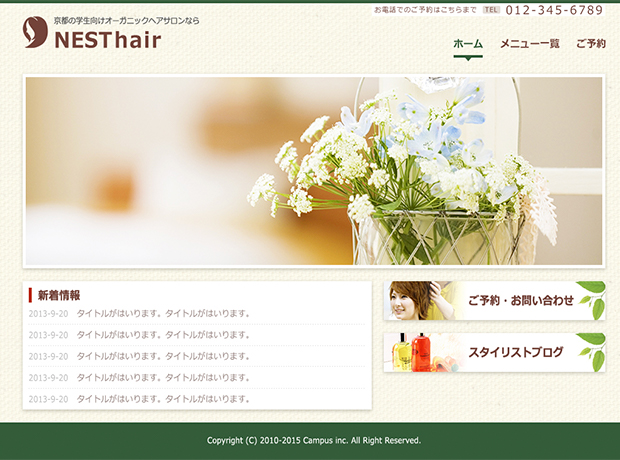 京都の学生向けオーガニックヘアサロンなら
NESThair
お電話でのご予約はこちらまで TEL 012-345-6789
ホーム メニュー一覧 ご予約
新着情報
2013-9-20 タイトルがはいります。タイトルがはいります。
2013-9-20 タイトルがはいります。タイトルがはいります。
2013-9-20 タイトルがはいります。タイトルがはいります。
2013-9-20 タイトルがはいります。タイトルがはいります。
2013-9-20 タイトルがはいります。タイトルがはいります。
ご予約・お問い合わせ
スタイリストブログ
Copyright (C) 2010-2015 Campus inc. All Right Reserved.